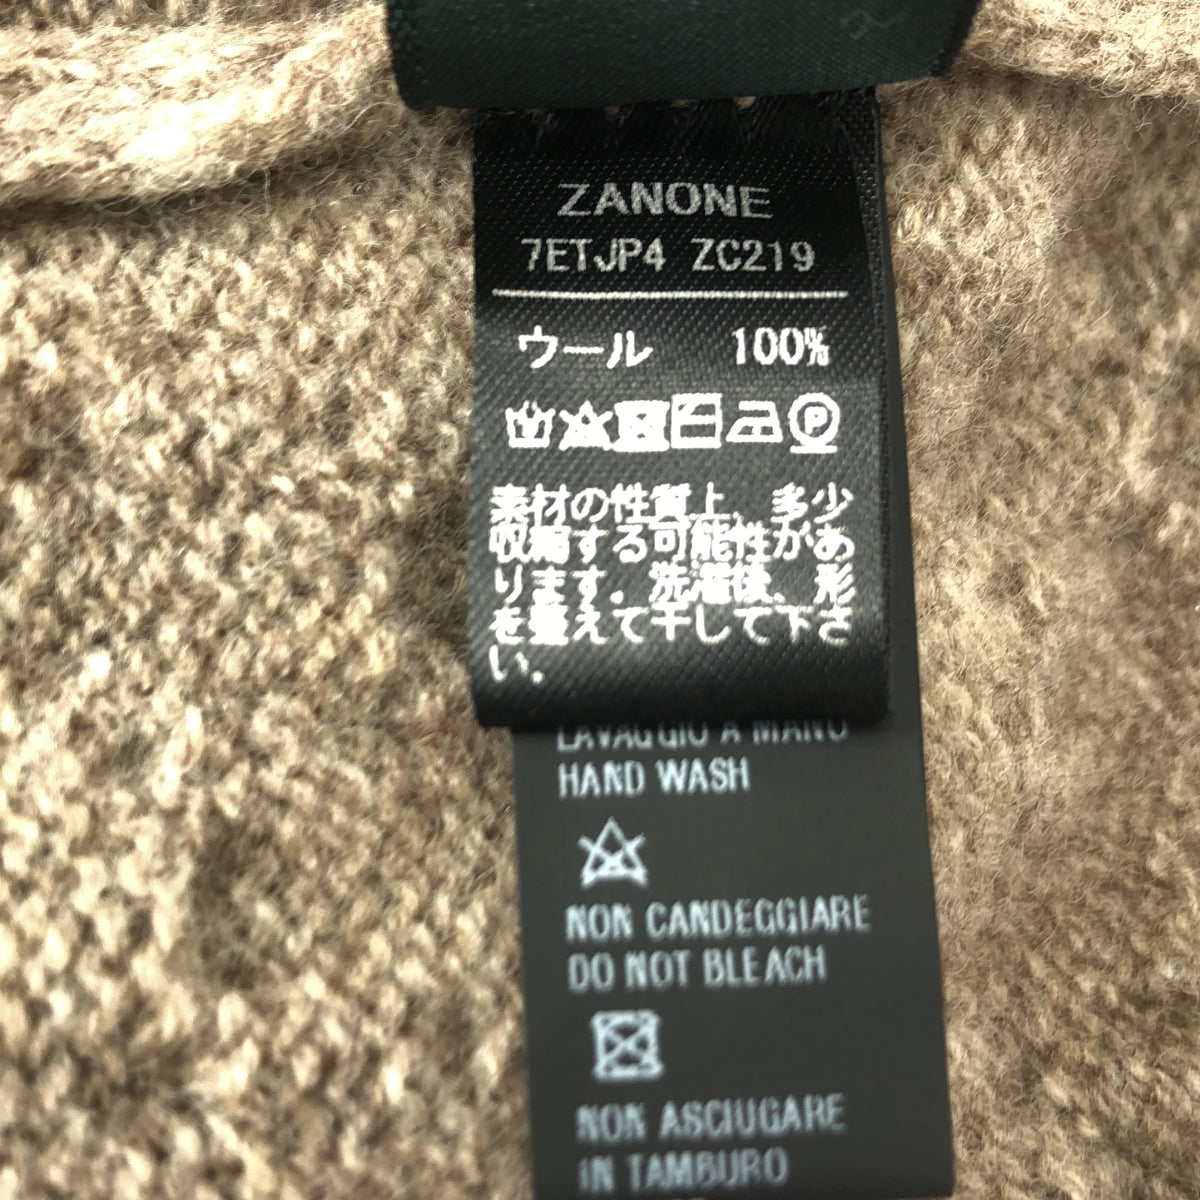 ZANONE
7ETJP4 ZC219
ウール 100%
P
素材の性質上、多少
収縮する可能性があ
ります。洗濯後、形
を整えて干して下さ
い。
LAVAGGIO A MANO
HAND WASH
NON CANDEGGIARE
DO NOT BLEACH
NON ASCIUGARE
IN TAMBURO